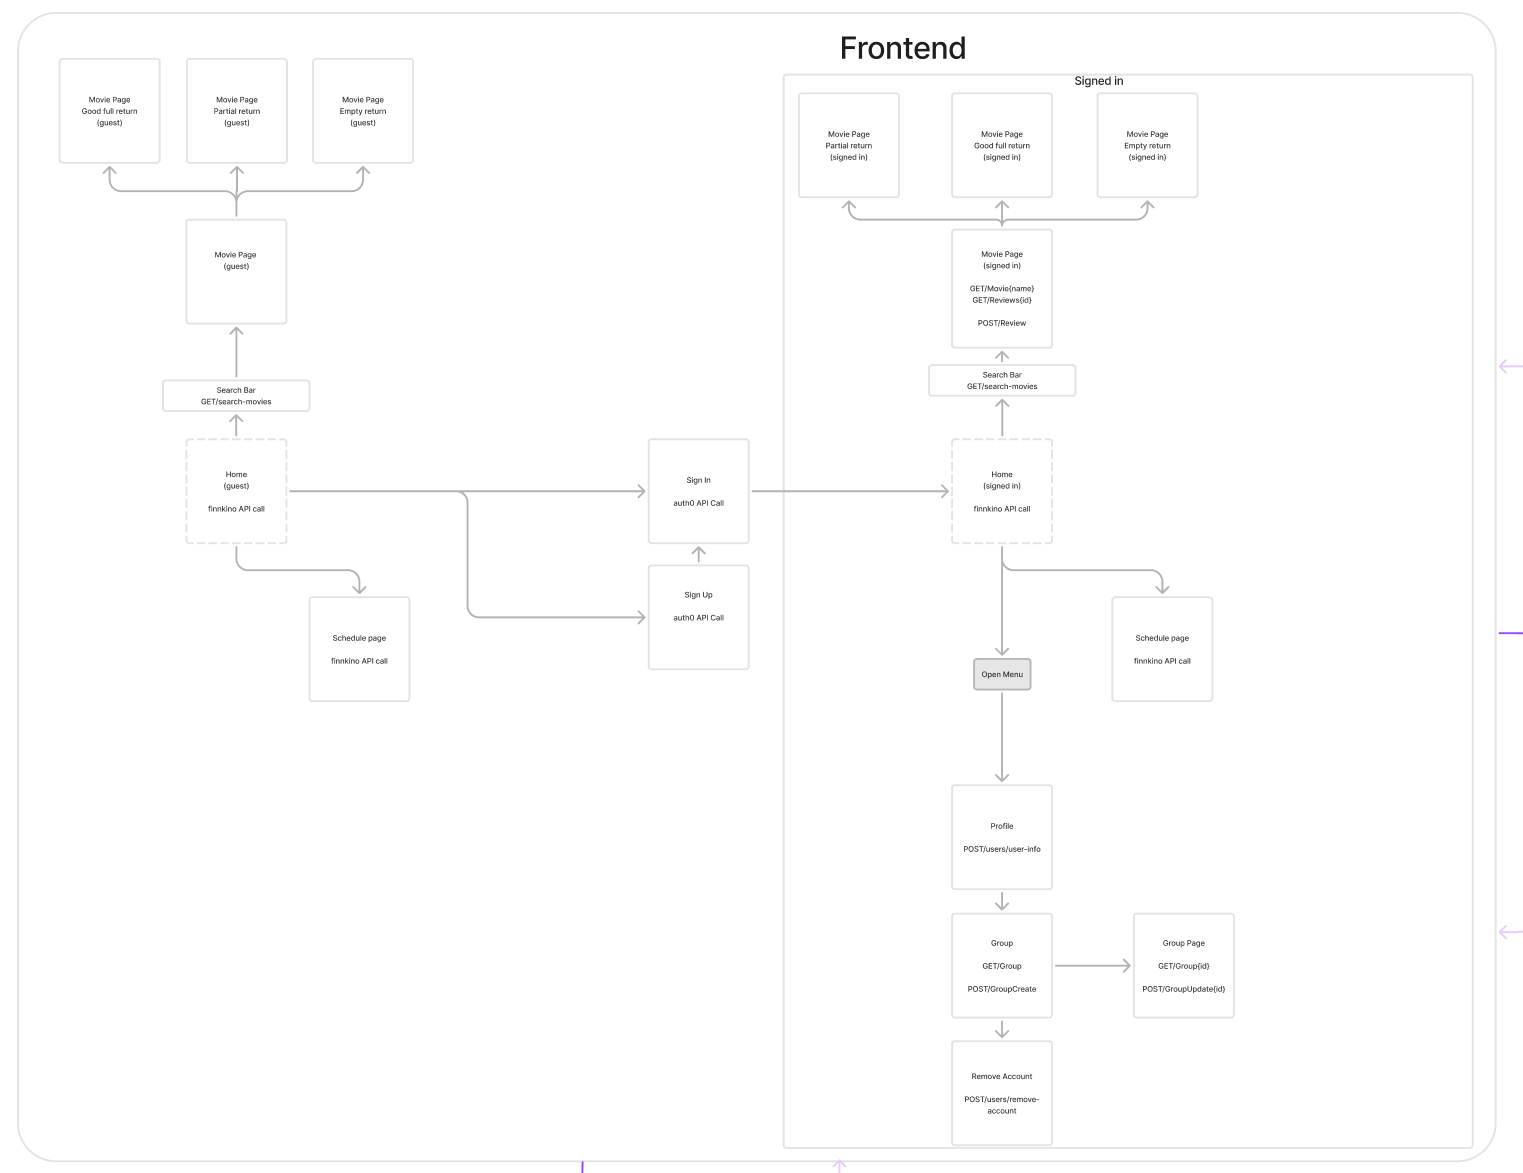 Frontend
Signed in
Movie Page
Good full return
(guest)
Movie Page
Partial return
(guest)
Movie Page
Empty return
(guest)
Movie Page
(guest)
Search Bar
GET/search-movies
Home
(guest)
finnkino API call
Schedule page
finnkino API call
Sign In
auth0 API Call
Sign Up
auth0 API Call
Movie Page
Partial return
(signed in)
Movie Page
Good full return
(signed in)
Movie Page
Empty return
(signed in)
Movie Page
(signed in)
GET/Movie{name}
GET/Reviews{id}
POST/Review
Search Bar
GET/search-movies
Home
(signed in)
finnkino API call
Schedule page
finnkino API call
Open Menu
Profile
POST/users/user-info
Group
GET/Group
POST/GroupCreate
Group Page
GET/Group{id}
POST/GroupUpdate{id}
Remove Account
POST/users/remove-
account